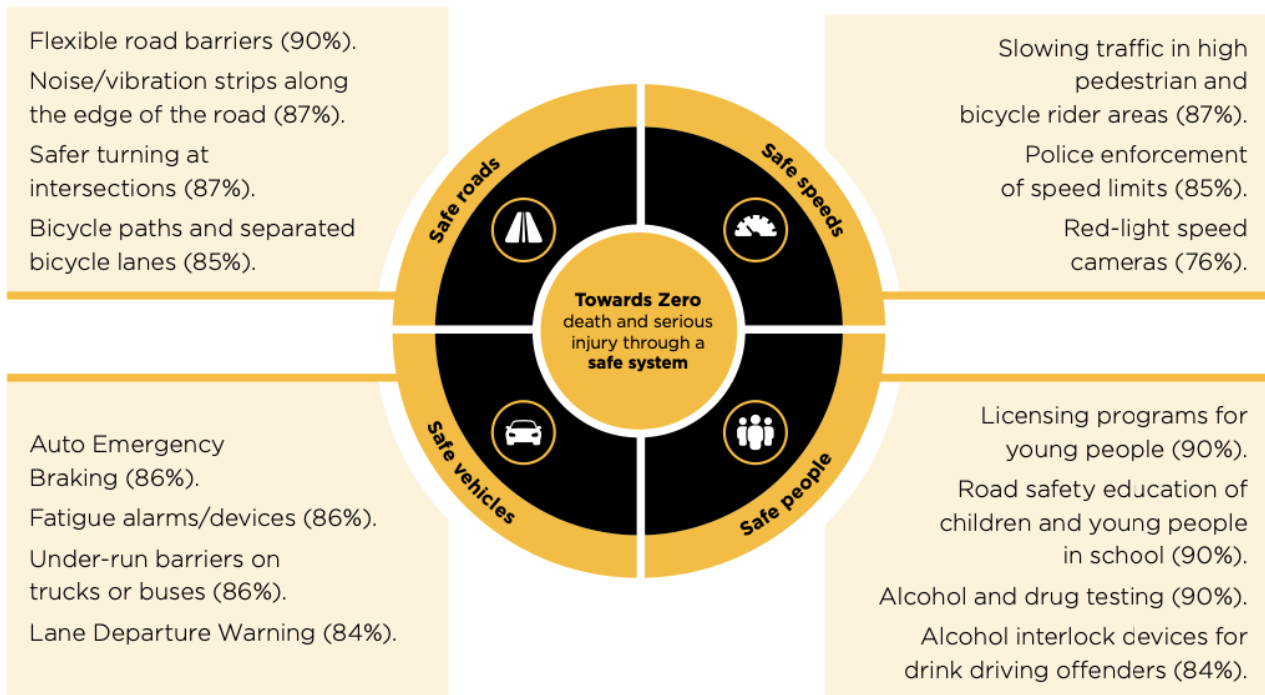 Flexible road barriers (90%).
Noise/vibration strips along
the edge of the road (87%).
Safer turning at
intersections (87%).
Bicycle paths and separated
bicycle lanes (85%).
Slowing traffic in high
pedestrian and
bicycle rider areas (87%).
Police enforcement
of speed limits (85%).
Red-light speed
cameras (76%).
Safe roads
Safe speeds
Towards Zero
death and serious
injury through a
safe system
Safe vehicles
Safe people
Auto Emergency
Braking (86%).
Fatigue alarms/devices (86%).
Under-run barriers on
trucks or buses (86%).
Lane Departure Warning (84%).
Licensing programs for
young people (90%).
Road safety education of
children and young people
in school (90%).
Alcohol and drug testing (90%).
Alcohol interlock devices for
drink driving offenders (84%).